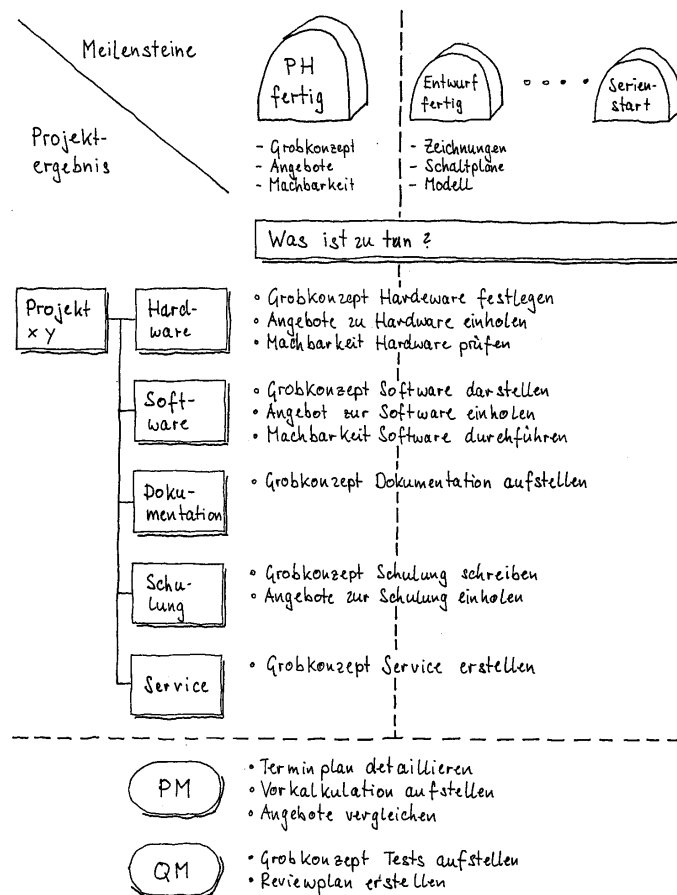 Meilensteine
Projekt-
ergebnis
PH
fertig
Entwurf
fertig
Serien-
start
- Grobkonzept
- Angebote
- Machbarkeit
- Zeichnungen
- Schaltpläne
- Modell
Was ist zu tun?
Projekt
x y
Hard-
ware
• Grobkonzept Hardeware festlegen
• Angebote zu Hardware einholen
• Machbarkeit Hardware prüfen
Soft-
ware
• Grobkonzept Software darstellen
• Angebot zur Software einholen
• Machbarkeit Software durchführen
Doku-
mentation
• Grobkonzept Dokumentation aufstellen
Schu-
lung
• Grobkonzept Schulung schreiben
• Angebote zur Schulung einholen
Service
• Grobkonzept Service erstellen
PM
• Terminplan detaillieren
• Vorkalkulation aufstellen
• Angebote vergleichen
QM
• Grobkonzept Tests aufstellen
• Reviewplan erstellen